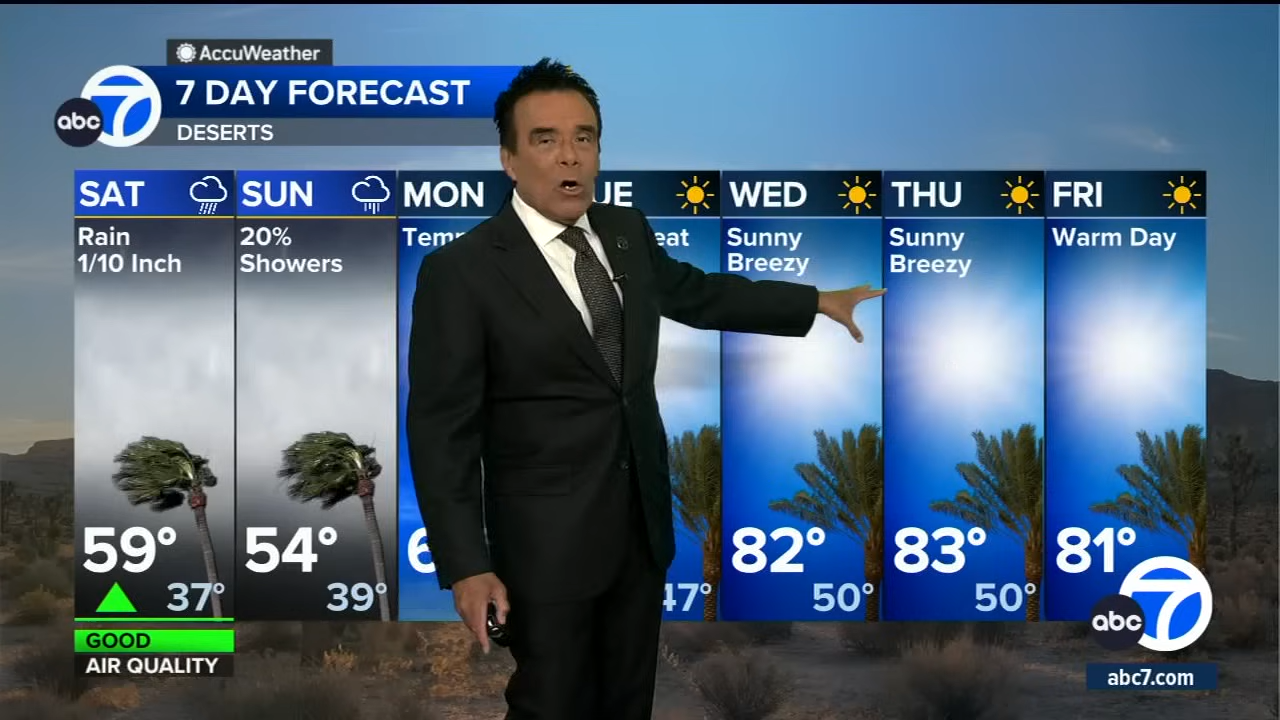 AccuWeather
abc 7
7 DAY FORECAST
DESERTS
SAT
Rain
1/10 Inch
59°
37°
GOOD
AIR QUALITY
SUN
20%
Showers
54°
39°
MON
47°
WED
Sunny
Breezy
82°
50°
THU
Sunny
Breezy
83°
50°
FRI
Warm Day
81°
abc 7
abc7.com